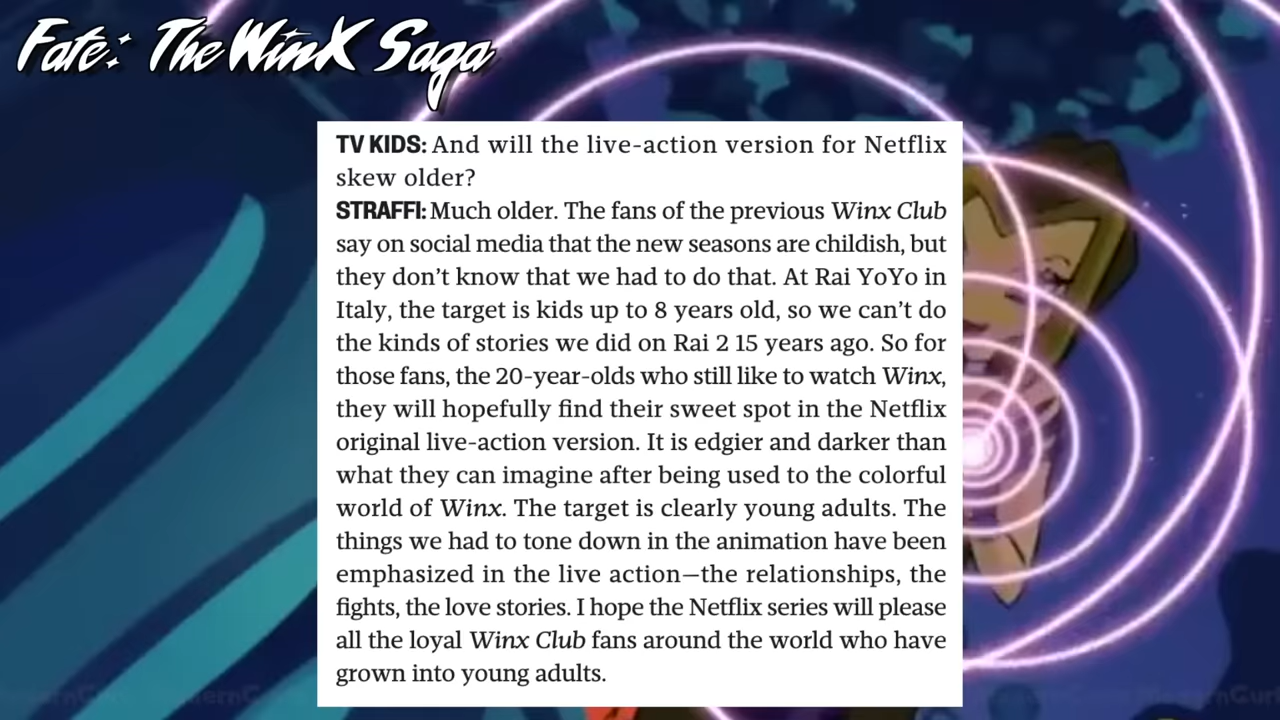 Fate: The WinX Saga
TV KIDS: And will the live-action version for Netflix
skew older?
STRAFFI: Much older. The fans of the previous Winx Club
say on social media that the new seasons are childish, but
they don’t know that we had to do that. At Rai YoYo in
Italy, the target is kids up to 8 years old, so we can’t do
the kinds of stories we did on Rai 2 15 years ago. So for
those fans, the 20-year-olds who still like to watch Winx,
they will hopefully find their sweet spot in the Netflix
original live-action version. It is edgier and darker than
what they can imagine after being used to the colorful
world of Winx. The target is clearly young adults. The
things we had to tone down in the animation have been
emphasized in the live action—the relationships, the
fights, the love stories. I hope the Netflix series will please
all the loyal Winx Club fans around the world who have
grown into young adults.